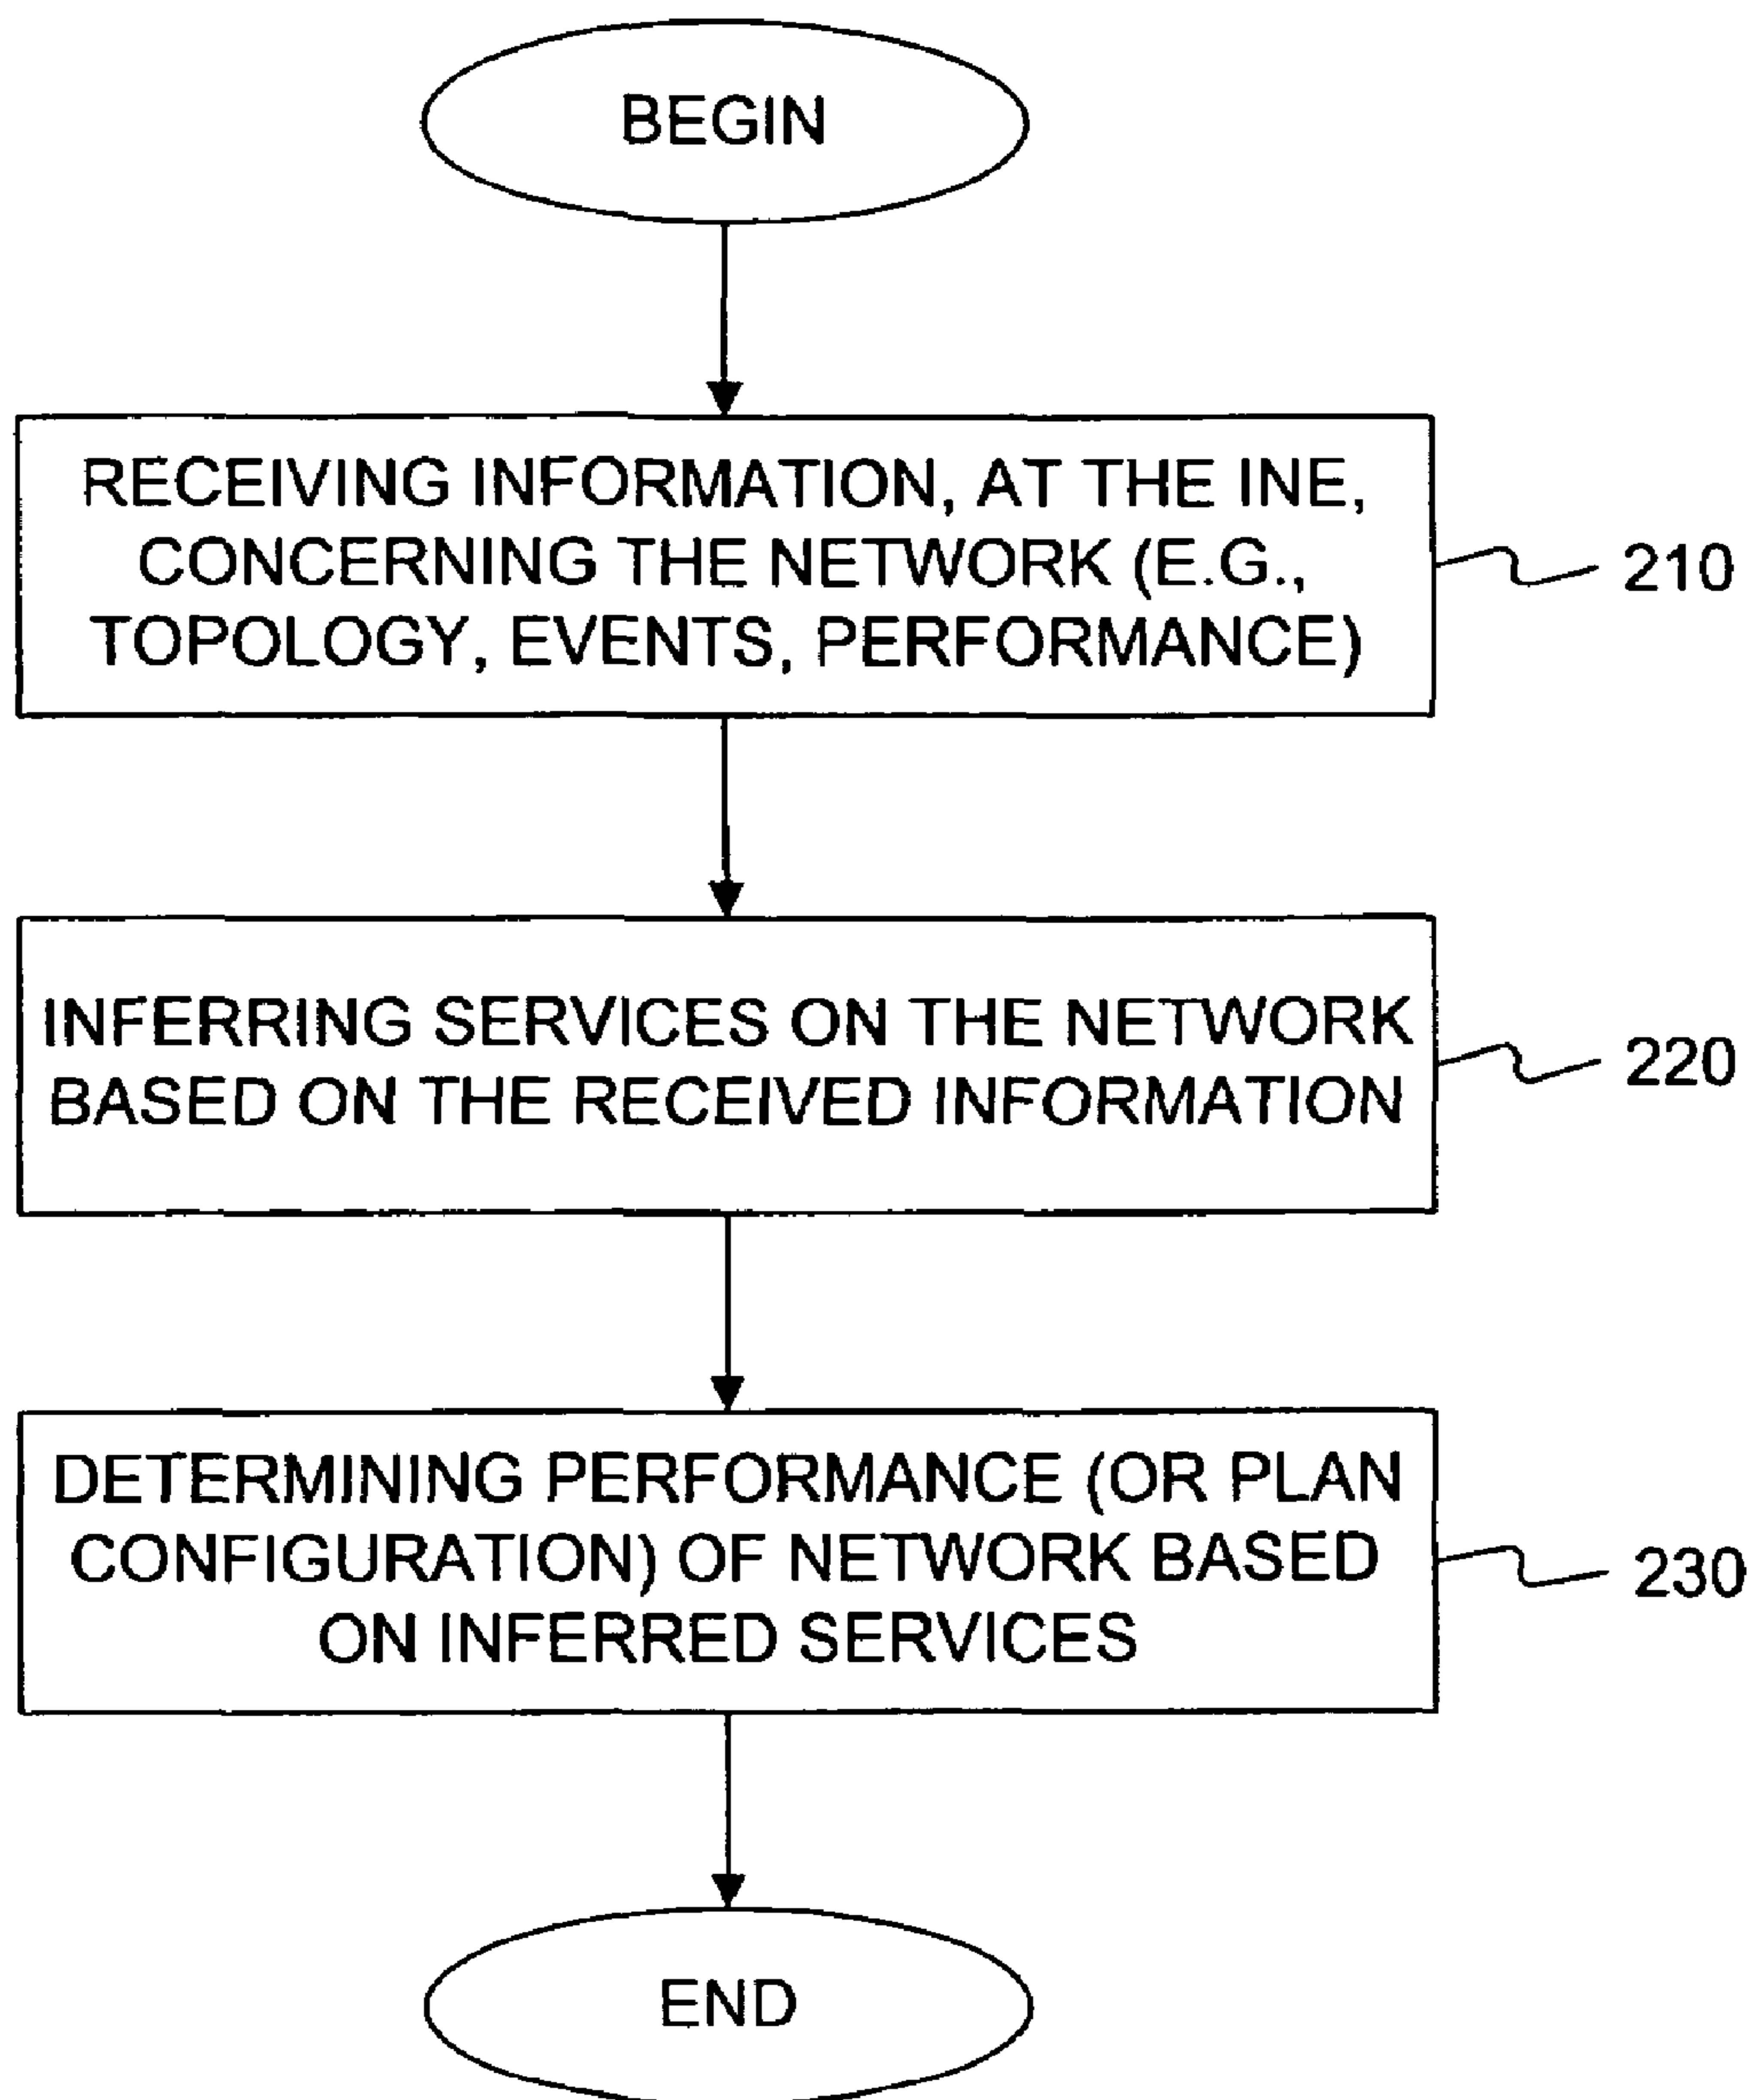 BEGIN
RECEIVING INFORMATION, AT THE INE,
CONCERNING THE NETWORK (E.G.,
TOPOLOGY, EVENTS, PERFORMANCE)
210
INFERRING SERVICES ON THE NETWORK
BASED ON THE RECEIVED INFORMATION
220
DETERMINING PERFORMANCE (OR PLAN
CONFIGURATION) OF NETWORK BASED
ON INFERRED SERVICES
230
END